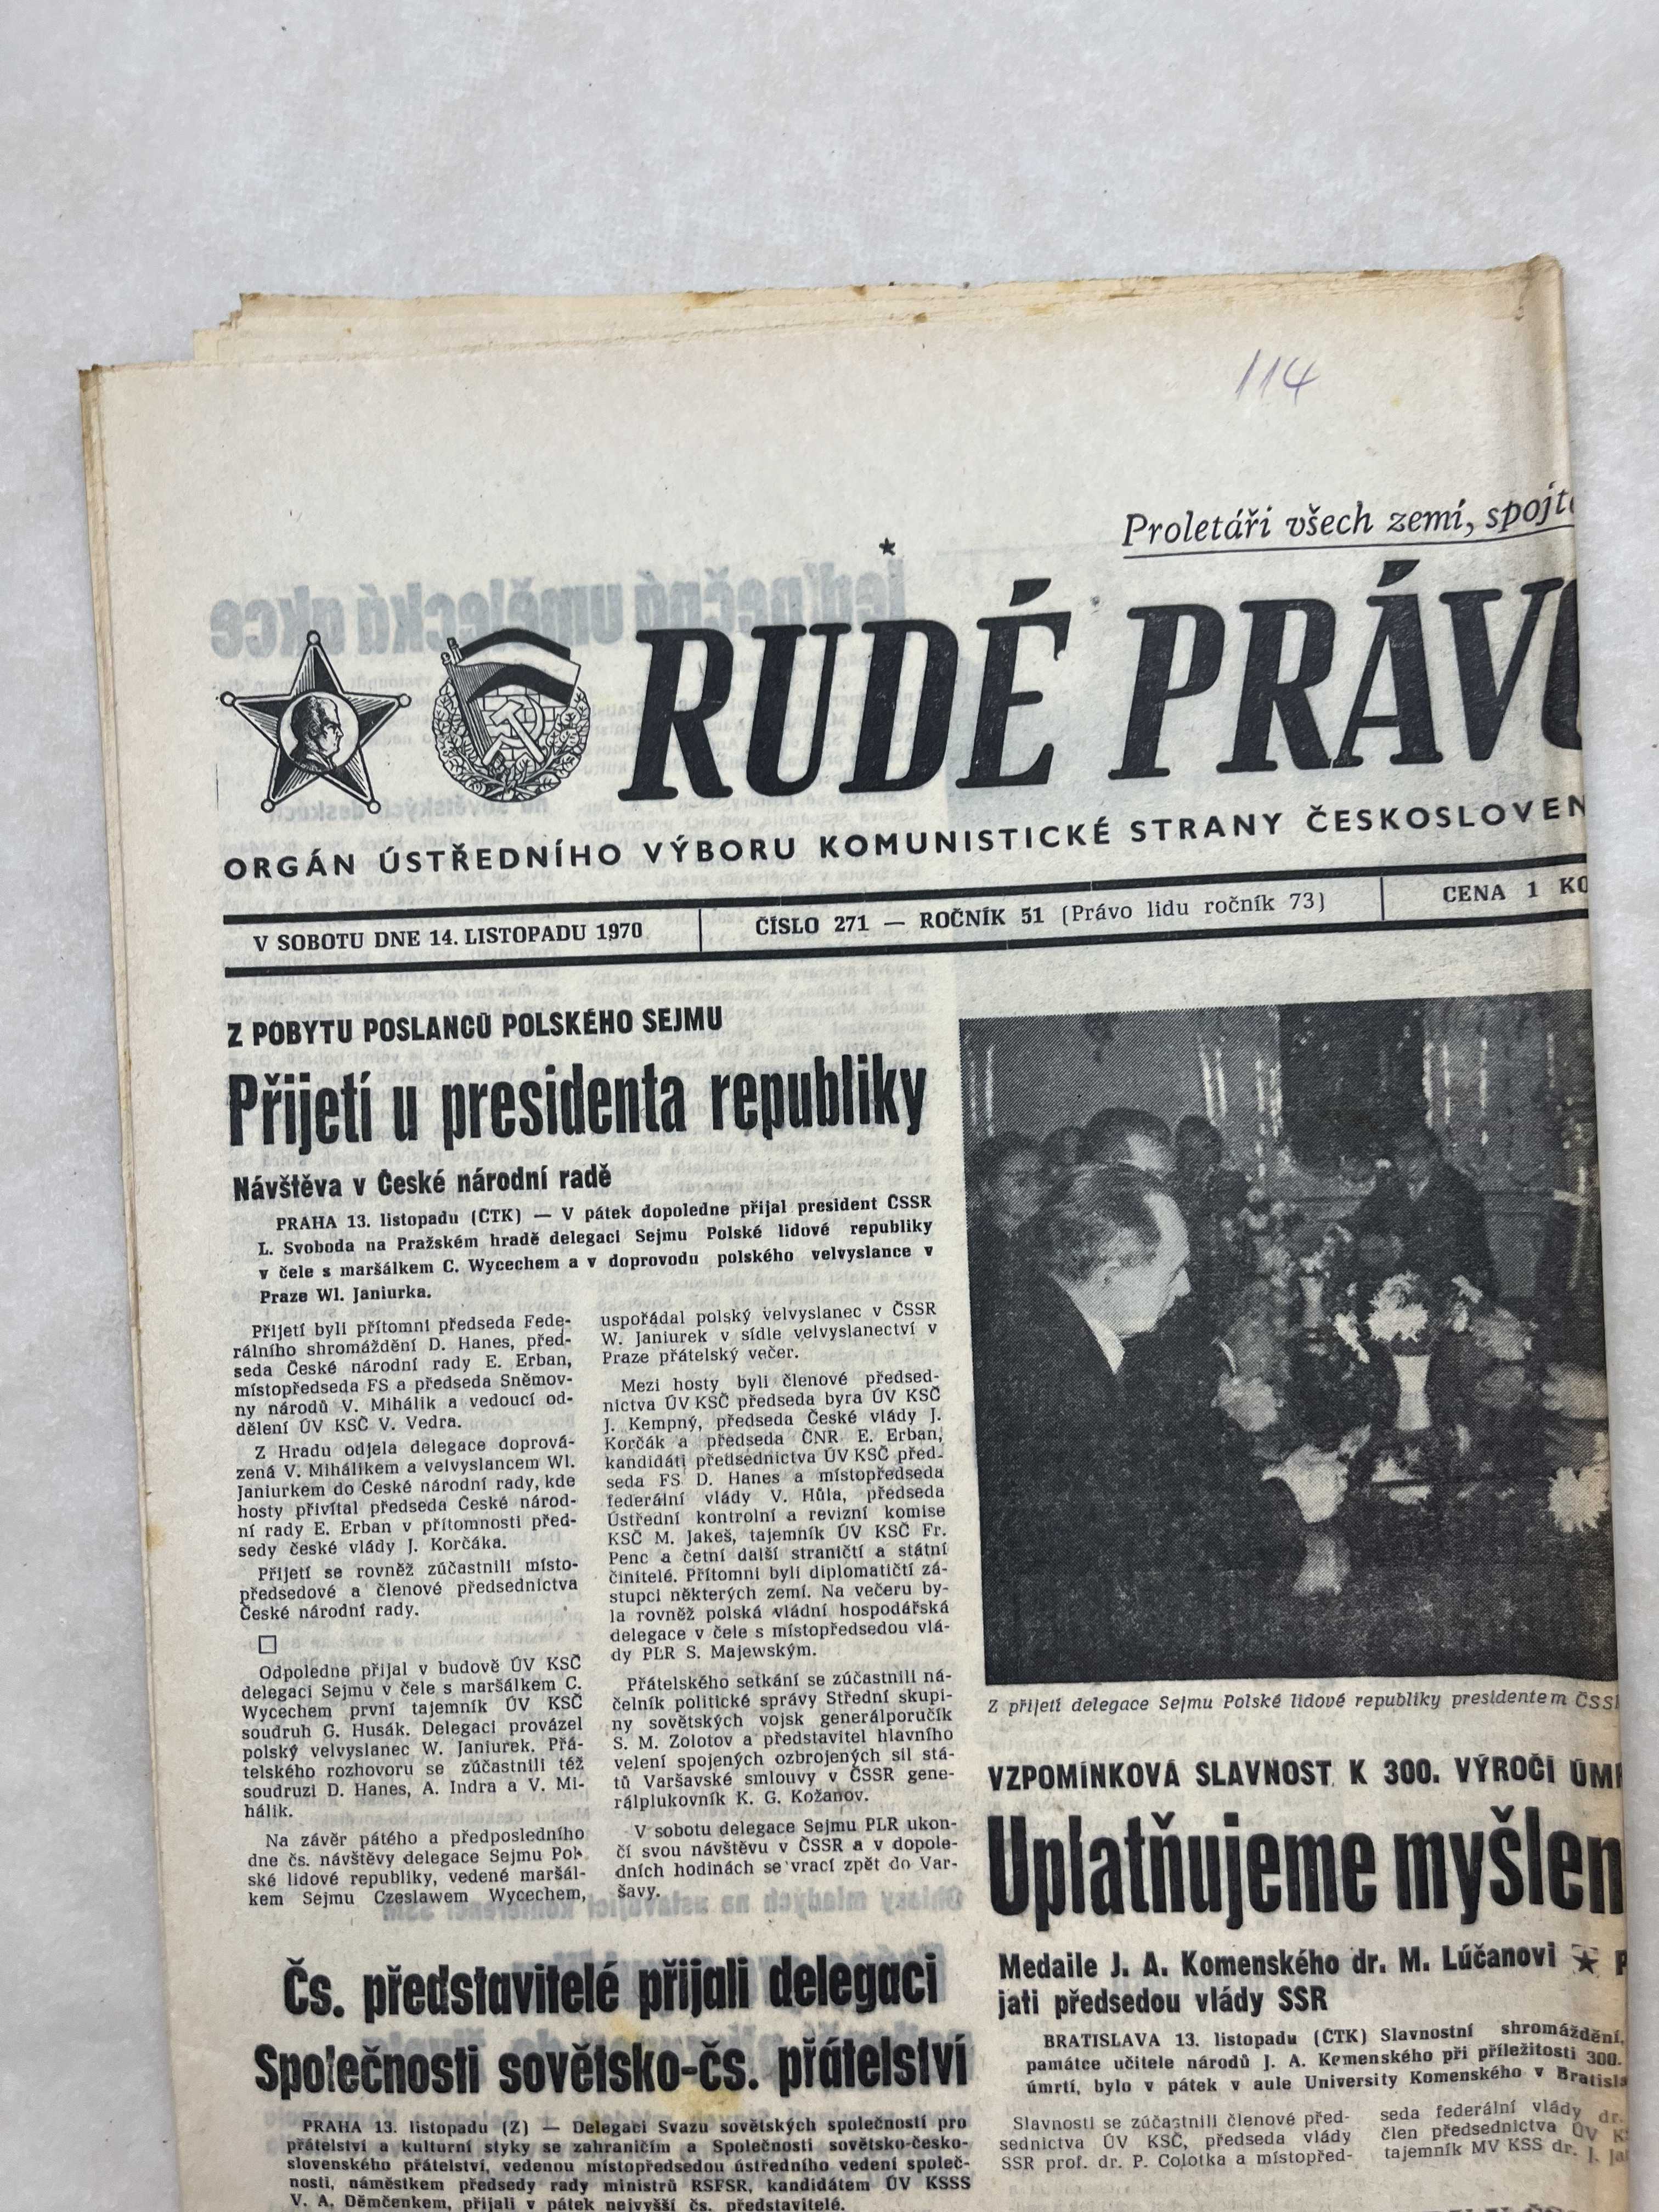 114
Proletáři všech zemí, spojte
RUDÉ PRÁVO
ORGÁN ÚSTŘEDNÍHO VÝBORU KOMUNISTICKÉ STRANY ČESKOSLOVEN
V SOBOTU DNE 14. LISTOPADU 1970
ČÍSLO 271 — ROČNÍK 51 (Právo lidu ročník 73)
CENA 1 KO
Z POBYTU POSLANCŮ POLSKÉHO SEJMU
Přijetí u presidenta republiky
Návštěva v České národní radě
PRAHA 13. listopadu (ČTK) — V pátek dopoledne přijal president ČSSR
L. Svoboda na Pražském hradě delegaci Sejmu Polské lidové republiky
v čele s maršálkem C. Wycechem a v doprovodu polského velvyslance v
Praze Wl. Janiurka.
Přijetí byli přítomni předseda Fede-
rálního shromáždění D. Hanes, před-
seda České národní rady E. Erban,
místopředseda FS a předseda Sněmov-
ny národů V. Mihálik a vedoucí od-
dělení ÚV KSČ V. Vedra.
Z Hradu odjela delegace doprová-
zená V. Mihálikem a velvyslancem Wl.
Janiurkem do České národní rady, kde
hosty přivítal předseda České národ-
ní rady E. Erban v přítomnosti před-
sedy české vlády J. Korčáka.
Přijetí se rovněž zúčastnili místo-
předsedové a členové předsednictva
České národní rady.
Odpoledne přijal v budově ÚV KSČ
delegaci Sejmu v čele s maršálkem C.
Wycechem první tajemník ÚV KSČ
soudruh G. Husák. Delegaci provázel
polský velvyslanec W. Janiurek. Přá-
telského rozhovoru se zúčastnili též
soudruzi D. Hanes, A. Indra a V. Mi-
hálik.
Na závěr pátého a předposledního
dne čs. návštěvy delegace Sejmu Pol-
ské lidové republiky, vedené maršál-
kem Sejmu Czeslawem Wycechem,
uspořádal polský velvyslanec v ČSSR
W. Janiurek v sídle velvyslanectví v
Praze přátelský večer.
Mezi hosty byli členové předsed-
nictva ÚV KSČ předseda byra ÚV KSČ
J. Kempný, předseda České vlády J.
Korčák a předseda ČNR E. Erban,
kandidáti předsednictva ÚV KSČ před-
seda FS D. Hanes a místopředseda
federální vlády V. Hůla, předseda
Ústřední kontrolní a revizní komise
KSČ M. Jakeš, tajemník ÚV KSČ Fr.
Penc a četní další straničtí a státní
činitelé. Přítomni byli diplomatičtí zá-
stupci některých zemí. Na večeru by-
la rovněž polská vládní hospodářská
delegace v čele s místopředsedou vlá-
dy PLR S. Majewským.
Přátelského setkání se zúčastnili ná-
čelník politické správy Střední skupi-
ny sovětských vojsk generálporučík
S. M. Zolotov a představitel hlavního
velení spojených ozbrojených sil stá-
tů Varšavské smlouvy v ČSSR gene-
rálplukovník K. G. Kožanov.
V sobotu delegace Sejmu PLR ukon-
čí svou návštěvu v ČSSR a v dopole-
dních hodinách se vrací zpět do Var-
šavy.
Z přijetí delegace Sejmu Polské lidové republiky presidentem ČSS
VZPOMÍNKOVÁ SLAVNOST K 300. VÝROČÍ ÚM
Uplatňujeme myšlen
Medaile J. A. Komenského dr. M. Lúčanovi ★ P
jati předsedou vlády SSR
BRATISLAVA 13. listopadu (ČTK) Slavnostní shromáždění,
památce učitele národů J. A. Komenského při příležitosti 300.
úmrtí, bylo v pátek v aule University Komenského v Bratisla
Slavnosti se zúčastnili členové před-
sednictva ÚV KSČ, předseda vlády
SSR prof. dr. P. Colotka a místopřed-
seda federální vlády dr.
člen předsednictva ÚV K
tajemník MV KSS dr. J. Ja
Čs. představitelé přijali delegaci
Společnosti sovětsko-čs. přátelství
PRAHA 13. listopadu (Z) — Delegaci Svazu sovětských společností pro
přátelství a kulturní styky se zahraničím a Společnosti sovětsko-česko-
slovenského přátelství, vedenou místopředsedou ústředního vedení společ-
nosti, náměstkem předsedy rady ministrů RSFSR, kandidátem ÚV KSSS
V. A. Děmčenkem, přijali v pátek nejvyšší čs. představitelé.